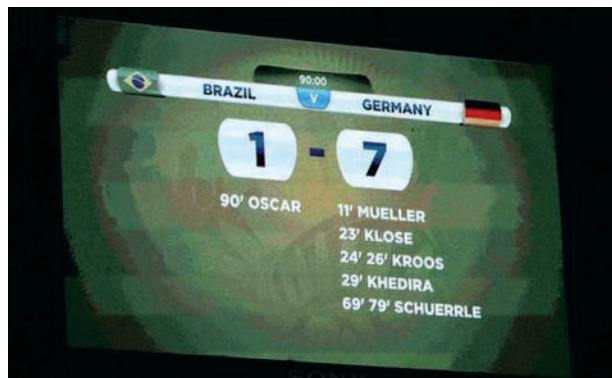 90:00
BRAZIL V GERMANY
1 - 7
90' OSCAR
11' MUELLER
23' KLOSE
24' 26' KROOS
29' KHEDIRA
69' 79' SCHUERRLE
SONY